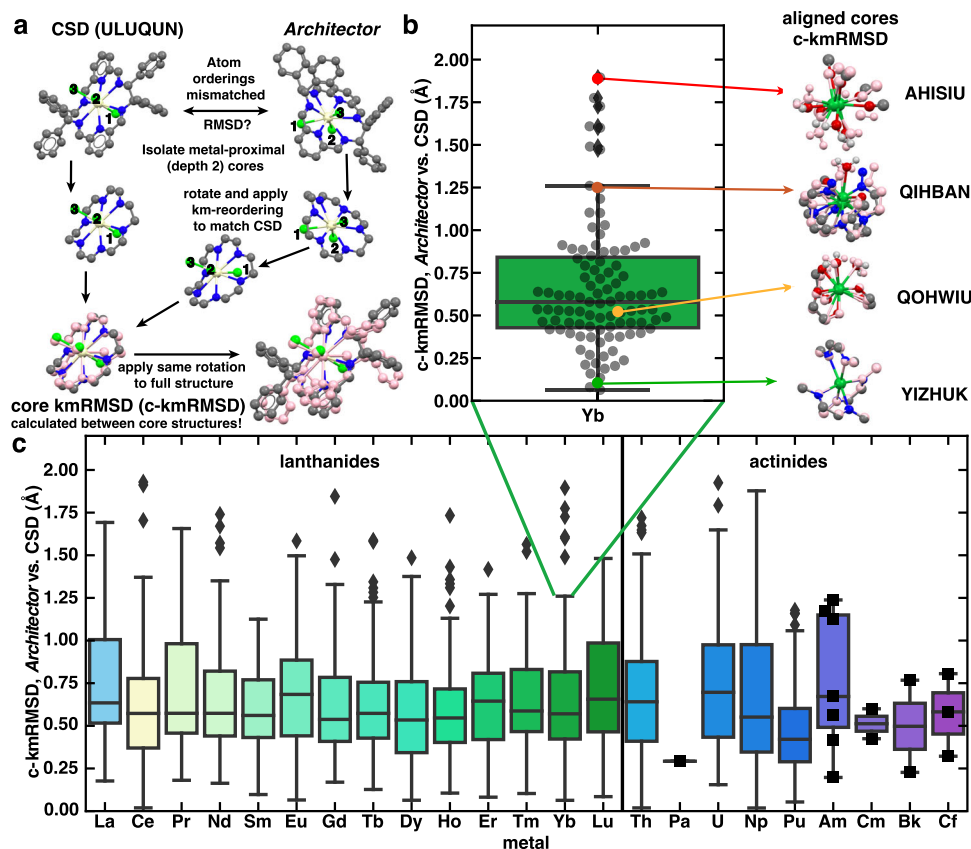 a
CSD (ULUQUN)
Architector
3
2
1
Atom
orderings
mismatched
RMSD?
1
3
2
Isolate metal-proximal
(depth 2) cores
3
2
1
rotate and apply
km-reordering
to match CSD
1
3
2
3
2
1
apply same rotation
to full structure
core kmRMSD (c-kmRMSD)
calculated between core structures!
b
c-kmRMSD, Architector vs. CSD (Å)
2.00
1.75
1.50
1.25
1.00
0.75
0.50
0.25
0.00
Yb
aligned cores
c-kmRMSD
AHISIU
QIHBAN
QOHWIU
YIZHUK
c
lanthanides
actinides
c-kmRMSD, Architector vs. CSD (Å)
2.00
1.75
1.50
1.25
1.00
0.75
0.50
0.25
0.00
La Ce Pr Nd Sm Eu Gd Tb Dy Ho Er Tm Yb Lu Th Pa U Np Pu Am Cm Bk Cf
metal